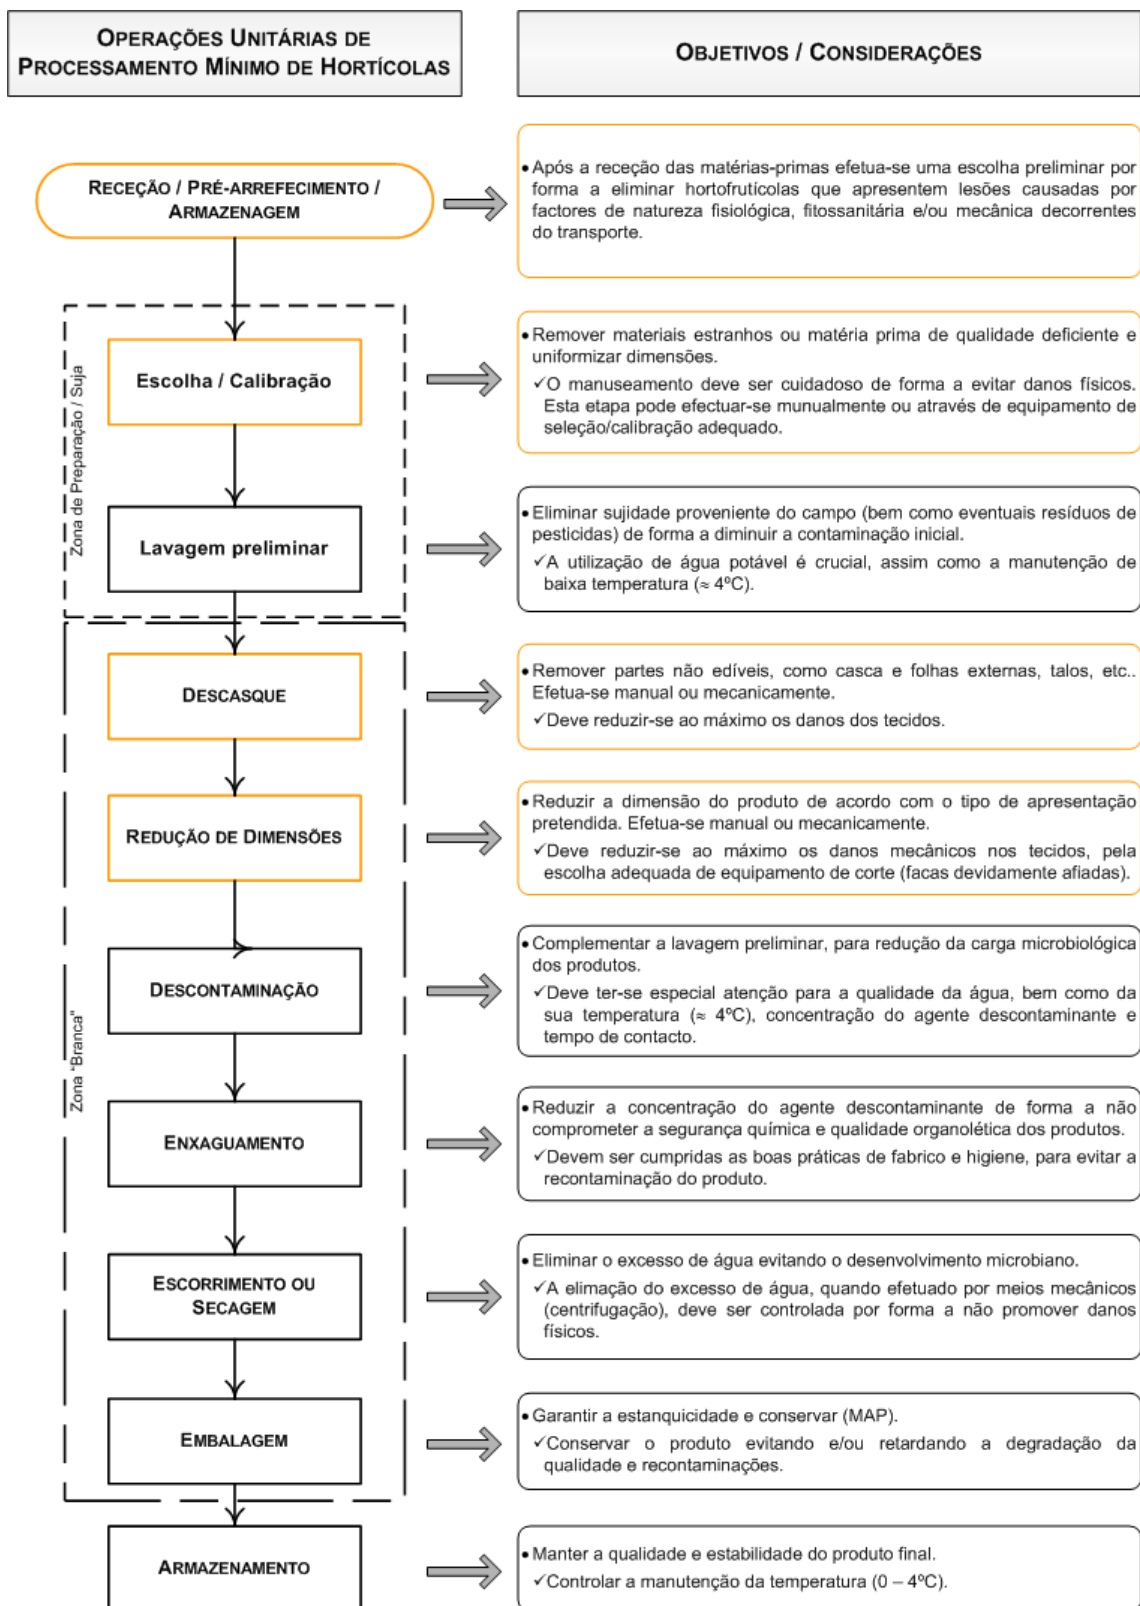 OPERAÇÕES UNITÁRIAS DE
PROCESSAMENTO MÍNIMO DE HORTÍCOLAS
OBJETIVOS / CONSIDERAÇÕES
RECEÇÃO / PRÉ-ARREFECIMENTO /
ARMAZENAGEM
• Após a receção das matérias-primas efetua-se uma escolha preliminar por
forma a eliminar hortofrutícolas que apresentem lesões causadas por
factores de natureza fisiológica, fitossanitária e/ou mecânica decorrentes
do transporte.
Zona de Preparação / Suja
Escolha / Calibração
• Remover materiais estranhos ou matéria prima de qualidade deficiente e
uniformizar dimensões.
✓O manuseamento deve ser cuidadoso de forma a evitar danos físicos.
Esta etapa pode efectuar-se munualmente ou através de equipamento de
seleção/calibração adequado.
Lavagem preliminar
• Eliminar sujidade proveniente do campo (bem como eventuais resíduos de
pesticidas) de forma a diminuir a contaminação inicial.
✓A utilização de água potável é crucial, assim como a manutenção de
baixa temperatura (≈ 4ºC).
Zona "Branca"
DESCASQUE
• Remover partes não edíveis, como casca e folhas externas, talos, etc..
Efetua-se manual ou mecanicamente.
✓Deve reduzir-se ao máximo os danos dos tecidos.
REDUÇÃO DE DIMENSÕES
• Reduzir a dimensão do produto de acordo com o tipo de apresentação
pretendida. Efetua-se manual ou mecanicamente.
✓Deve reduzir-se ao máximo os danos mecânicos nos tecidos, pela
escolha adequada de equipamento de corte (facas devidamente afiadas).
DESCONTAMINAÇÃO
• Complementar a lavagem preliminar, para redução da carga microbiológica
dos produtos.
✓Deve ter-se especial atenção para a qualidade da água, bem como da
sua temperatura (≈ 4ºC), concentração do agente descontaminante e
tempo de contacto.
ENXAGUAMENTO
• Reduzir a concentração do agente descontaminante de forma a não
comprometer a segurança química e qualidade organolética dos produtos.
✓Devem ser cumpridas as boas práticas de fabrico e higiene, para evitar a
recontaminação do produto.
ESCORRIMENTO OU
SECAGEM
• Eliminar o excesso de água evitando o desenvolvimento microbiano.
✓A elimação do excesso de água, quando efetuado por meios mecânicos
(centrifugação), deve ser controlada por forma a não promover danos
físicos.
EMBALAGEM
• Garantir a estanquicidade e conservar (MAP).
✓Conservar o produto evitando e/ou retardando a degradação da
qualidade e recontaminações.
ARMAZENAMENTO
• Manter a qualidade e estabilidade do produto final.
✓Controlar a manutenção da temperatura (0 – 4ºC).